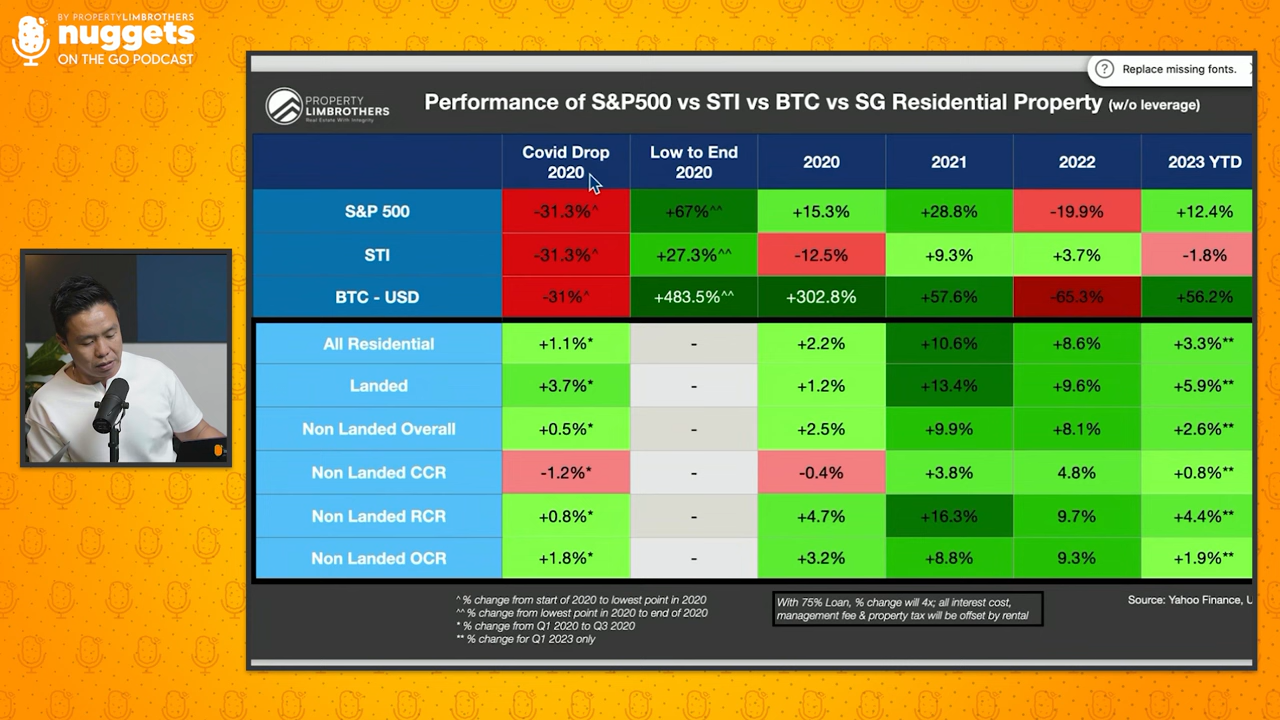 BY PROPERTYLIMBROTHERS
nuggets
ON THE GO PODCAST
Replace missing fonts.
PROPERTY
LIMBROTHERS
Real Estate With Integrity
Performance of S&P500 vs STI vs BTC vs SG Residential Property (w/o leverage)
Covid Drop 2020 Low to End 2020 2020 2021 2022 2023 YTD
S&P 500 -31.3%^ +67%^^ +15.3% +28.8% -19.9% +12.4%
STI -31.3%^ +27.3%^^ -12.5% +9.3% +3.7% -1.8%
BTC - USD -31%^ +483.5%^^ +302.8% +57.6% -65.3% +56.2%
All Residential +1.1%* - +2.2% +10.6% +8.6% +3.3%**
Landed +3.7%* - +1.2% +13.4% +9.6% +5.9%**
Non Landed Overall +0.5%* - +2.5% +9.9% +8.1% +2.6%**
Non Landed CCR -1.2%* - -0.4% +3.8% 4.8% +0.8%**
Non Landed RCR +0.8%* - +4.7% +16.3% 9.7% +4.4%**
Non Landed OCR +1.8%* - +3.2% +8.8% 9.3% +1.9%**
^ % change from start of 2020 to lowest point in 2020
^^ % change from lowest point in 2020 to end of 2020
* % change from Q1 2020 to Q3 2020
** % change for Q1 2023 only
With 75% Loan, % change will 4x; all interest cost,
management fee & property tax will be offset by rental
Source: Yahoo Finance,